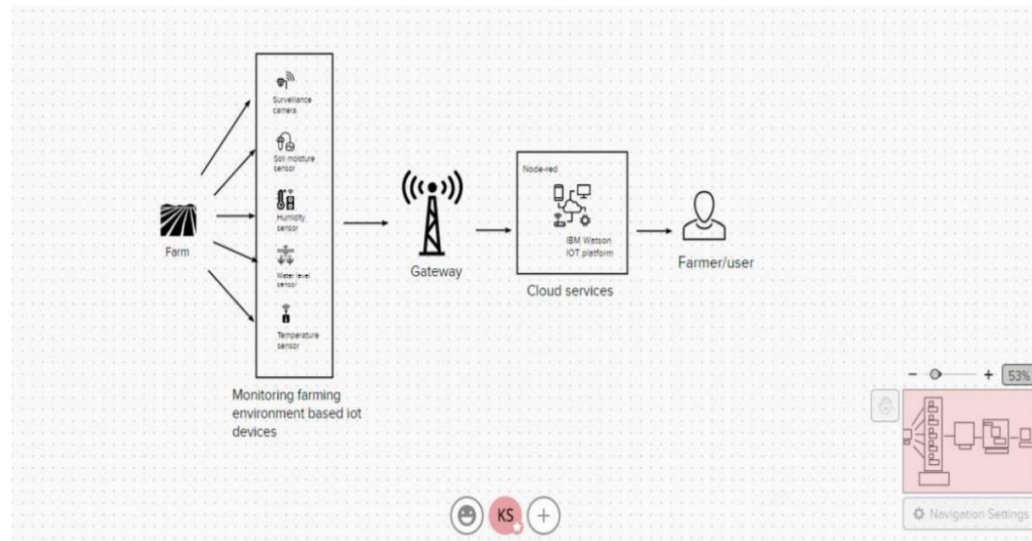 Surveillance
camera
Soil moisture
sensor
Humidity
sensor
Water level
sensor
Temperature
sensor
Farm
Monitoring farming
environment based iot
devices
Gateway
Node-red
IBM Watson
IOT platform
Cloud services
Farmer/user
53%
Navigation Settings
KS